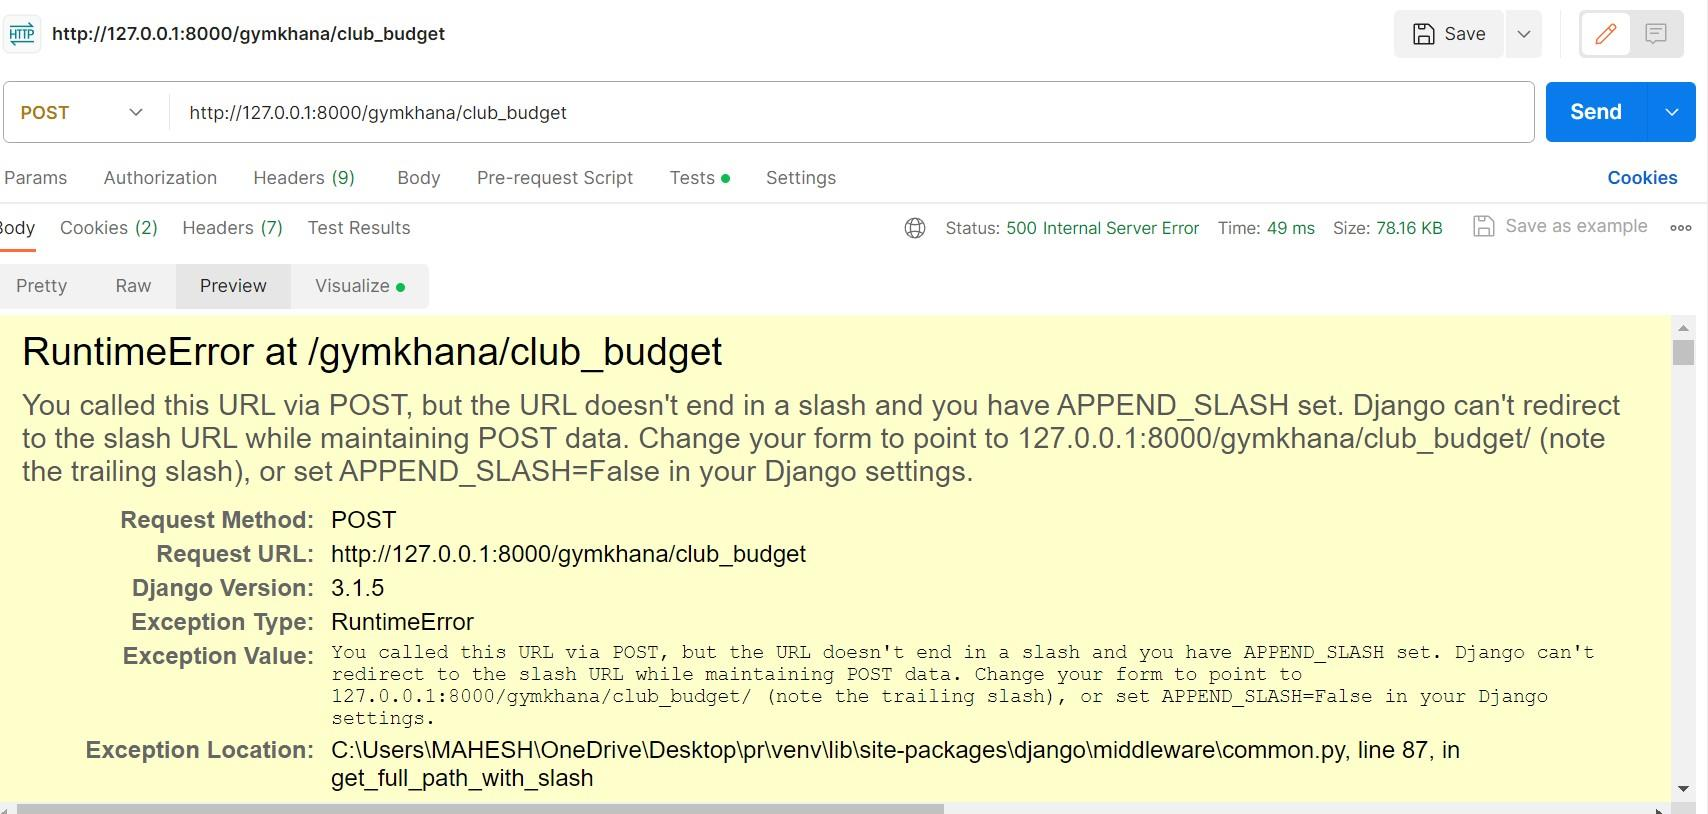 HTTP http://127.0.0.1:8000/gymkhana/club_budget Save
POST http://127.0.0.1:8000/gymkhana/club_budget Send
Params Authorization Headers (9) Body Pre-request Script Tests Settings Cookies
Body Cookies (2) Headers (7) Test Results Status: 500 Internal Server Error Time: 49 ms Size: 78.16 KB Save as example
Pretty Raw Preview Visualize
RuntimeError at /gymkhana/club_budget
You called this URL via POST, but the URL doesn't end in a slash and you have APPEND_SLASH set. Django can't redirect
to the slash URL while maintaining POST data. Change your form to point to 127.0.0.1:8000/gymkhana/club_budget/ (note
the trailing slash), or set APPEND_SLASH=False in your Django settings.
Request Method: POST
Request URL: http://127.0.0.1:8000/gymkhana/club_budget
Django Version: 3.1.5
Exception Type: RuntimeError
Exception Value: You called this URL via POST, but the URL doesn't end in a slash and you have APPEND_SLASH set. Django can't
redirect to the slash URL while maintaining POST data. Change your form to point to
127.0.0.1:8000/gymkhana/club_budget/ (note the trailing slash), or set APPEND_SLASH=False in your Django
settings.
Exception Location: C:\Users\MAHESH\OneDrive\Desktop\pr\venv\lib\site-packages\django\middleware\common.py, line 87, in
get_full_path_with_slash